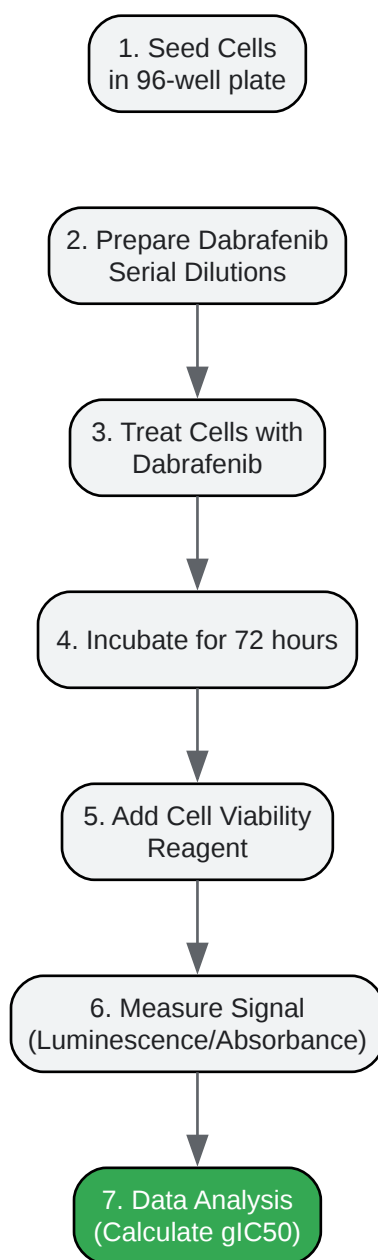 1. Seed Cells
in 96-well plate
2. Prepare Dabrafenib
Serial Dilutions
3. Treat Cells with
Dabrafenib
4. Incubate for 72 hours
5. Add Cell Viability
Reagent
6. Measure Signal
(Luminescence/Absorbance)
7. Data Analysis
(Calculate gIC50)